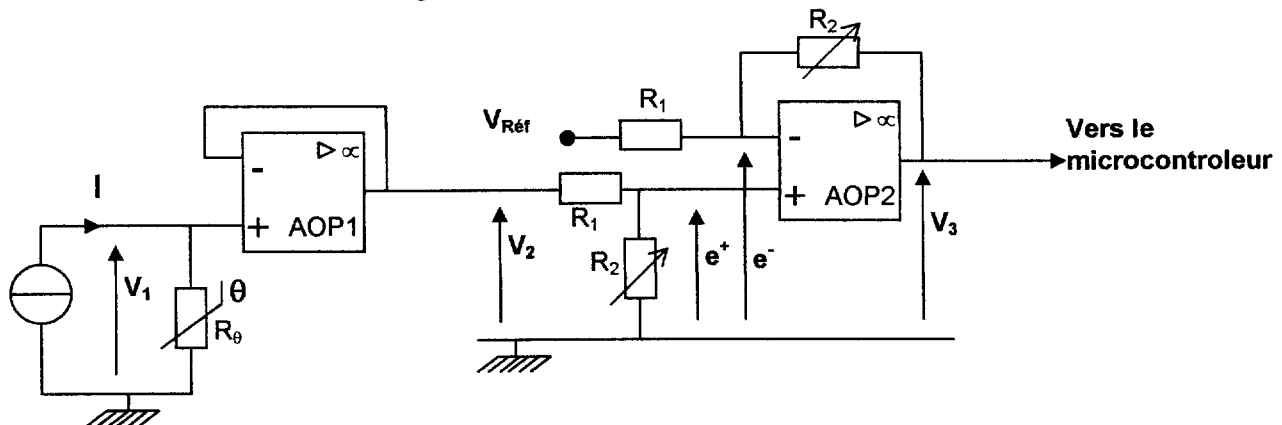 R₂
R₁
V_Réf
▷ ∝
-
+
AOP2
Vers le
microcontroleur
▷ ∝
-
+
AOP1
I
R₁
V₁
θ
R_θ
V₂
R₂
e⁺
e⁻
V₃